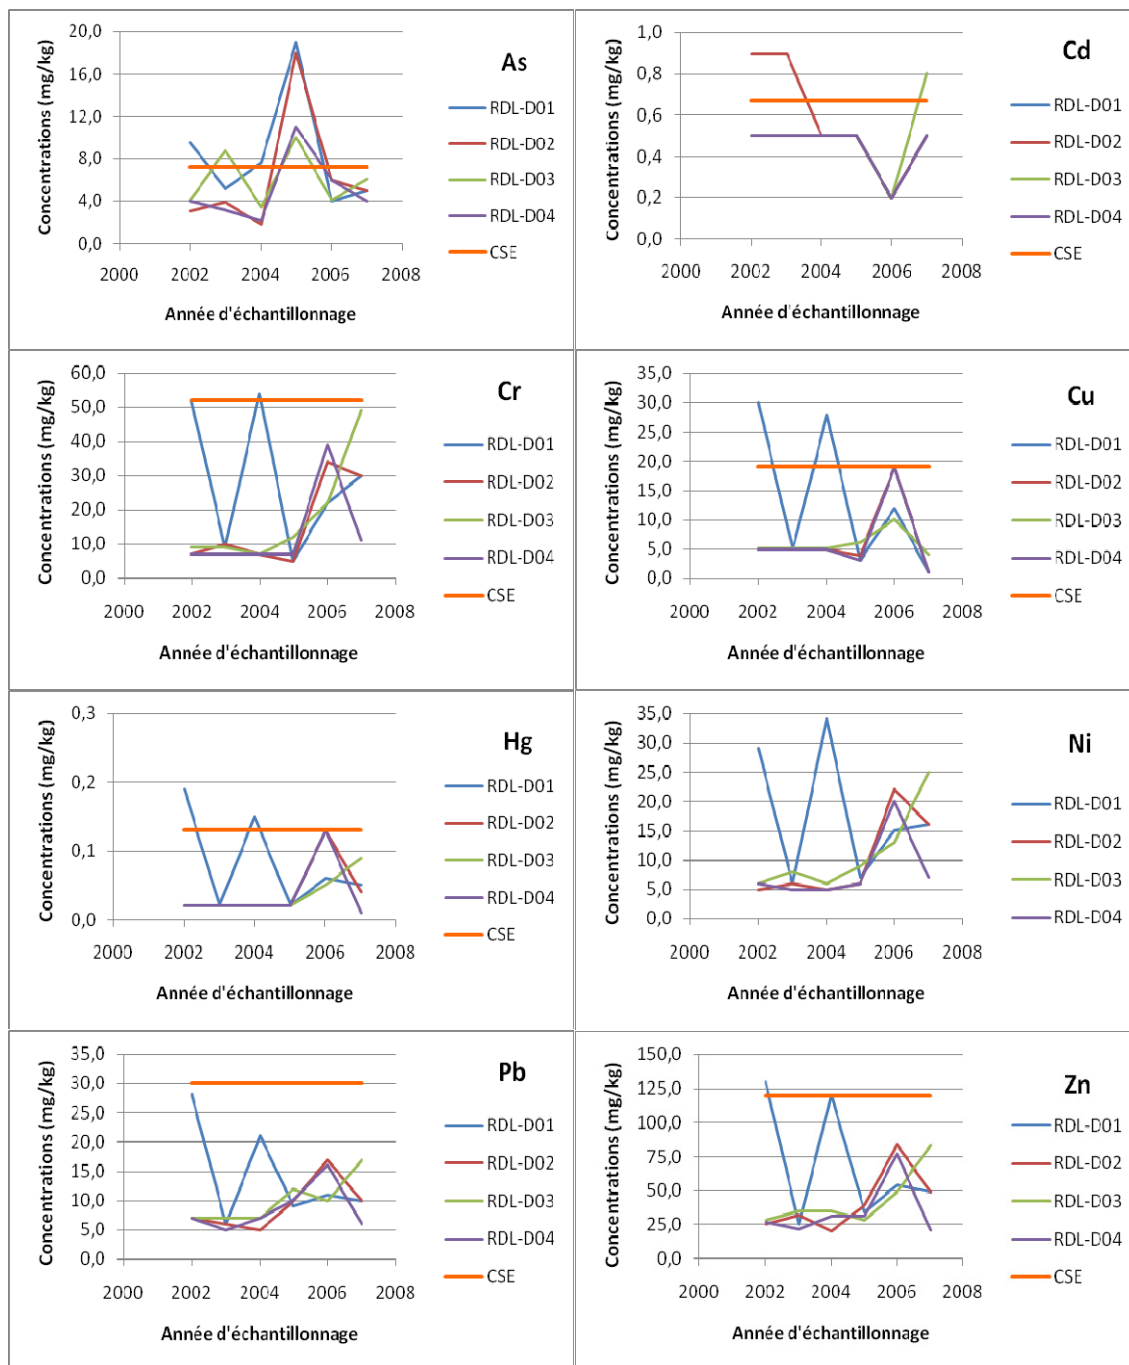 As
Concentrations (mg/kg)
20,0
16,0
12,0
8,0
4,0
0,0
2000 2002 2004 2006 2008
Année d'échantillonnage
RDL-D01
RDL-D02
RDL-D03
RDL-D04
CSE
Cd
Concentrations (mg/kg)
1,0
0,8
0,6
0,4
0,2
0,0
2000 2002 2004 2006 2008
Année d'échantillonnage
RDL-D01
RDL-D02
RDL-D03
RDL-D04
CSE
Cr
Concentrations (mg/kg)
60,0
50,0
40,0
30,0
20,0
10,0
0,0
2000 2002 2004 2006 2008
Année d'échantillonnage
RDL-D01
RDL-D02
RDL-D03
RDL-D04
CSE
Cu
Concentrations (mg/kg)
35,0
30,0
25,0
20,0
15,0
10,0
5,0
0,0
2000 2002 2004 2006 2008
Année d'échantillonnage
RDL-D01
RDL-D02
RDL-D03
RDL-D04
CSE
Hg
Concentrations (mg/kg)
0,3
0,2
0,1
0,0
2000 2002 2004 2006 2008
Année d'échantillonnage
RDL-D01
RDL-D02
RDL-D03
RDL-D04
CSE
Ni
Concentrations (mg/kg)
35,0
30,0
25,0
20,0
15,0
10,0
5,0
0,0
2000 2002 2004 2006 2008
Année d'échantillonnage
RDL-D01
RDL-D02
RDL-D03
RDL-D04
Pb
Concentrations (mg/kg)
35,0
30,0
25,0
20,0
15,0
10,0
5,0
0,0
2000 2002 2004 2006 2008
Année d'échantillonnage
RDL-D01
RDL-D02
RDL-D03
RDL-D04
CSE
Zn
Concentrations (mg/kg)
150,0
125,0
100,0
75,0
50,0
25,0
0,0
2000 2002 2004 2006 2008
Année d'échantillonnage
RDL-D01
RDL-D02
RDL-D03
RDL-D04
CSE